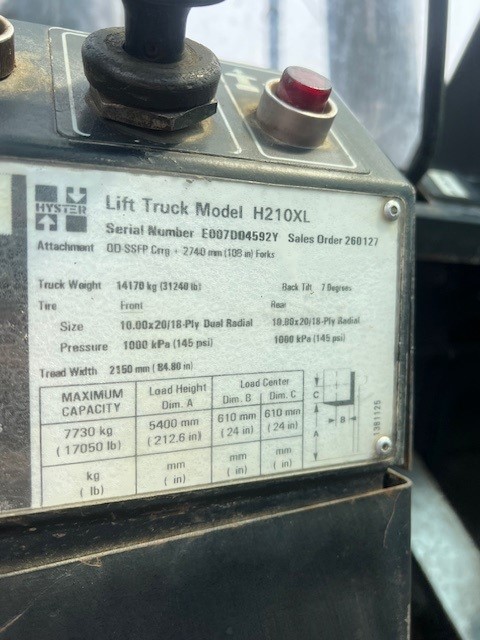 HYSTER
Lift Truck Model H210XL
Serial Number E007D04592Y Sales Order 260127
Attachment QD-SSFP Crrg + 2740 mm (108 in) Forks
Truck Weight 14170 kg (31240 lb) Back Tilt 7 Degrees
Tire Front Rear
Size 10.00x20/18-Ply Dual Radial 10.00x20/18-Ply Radial
Pressure 1000 kPa (145 psi) 1000 kPa (145 psi)
Tread Width 2150 mm (84.80 in)
MAXIMUM CAPACITY Load Height Dim. A Load Center Dim. B Dim. C
7730 kg (17050 lb) 5400 mm (212.6 in) 610 mm (24 in) 610 mm (24 in)
kg ( lb) mm ( in) mm ( in) mm ( in)
C
B
A